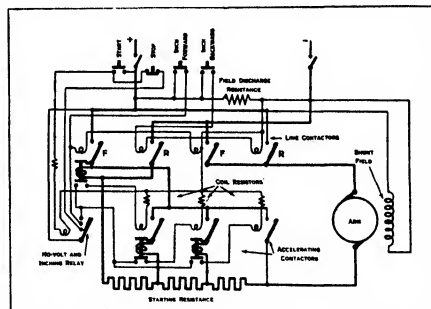 START
STOP
+
INCH
FORWARD
INCH
BACKWARD
−
FIELD DISCHARGE
RESISTANCE
LINE CONTACTORS
F
R
F
R
SHUNT
FIELD
COIL RESISTORS
ARM
NO-VOLT AND
INCHING RELAY
ACCELERATING
CONTACTORS
STARTING RESISTANCE